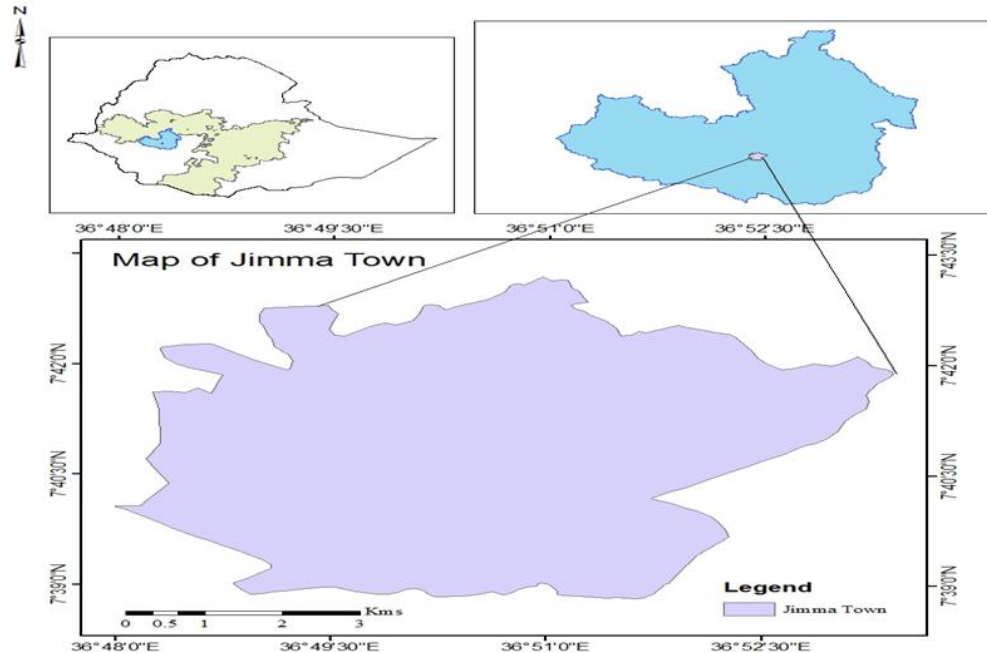 N
36°48'0"E 36°49'30"E 36°51'0"E 36°52'30"E
Map of Jimma Town
7°43'30"N
7°42'0"N 7°42'0"N
7°40'30"N 7°40'30"N
7°39'0"N 7°39'0"N
Legend
Jimma Town
Kms
0 0.5 1 2 3
36°48'0"E 36°49'30"E 36°51'0"E 36°52'30"E